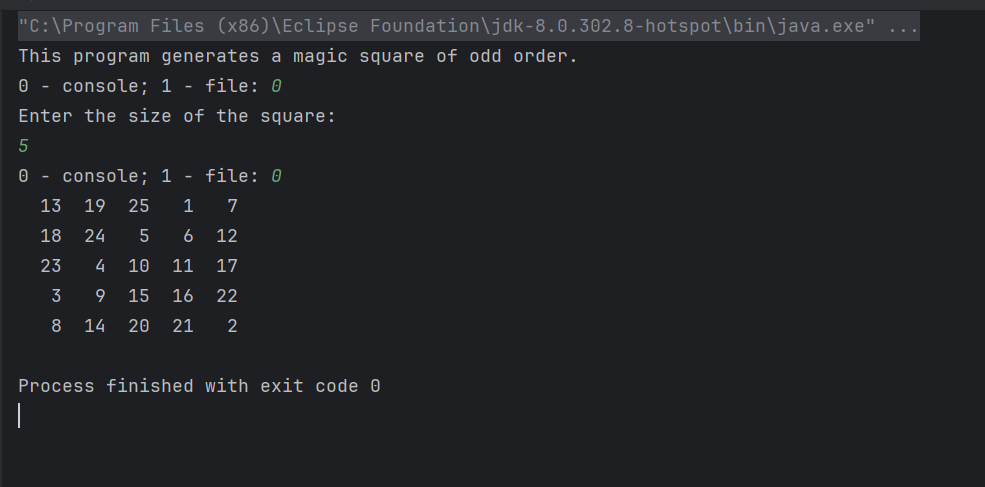 "C:\Program Files (x86)\Eclipse Foundation\jdk-8.0.302.8-hotspot\bin\java.exe" ...
This program generates a magic square of odd order.
0 - console; 1 - file: 0
Enter the size of the square:
5
0 - console; 1 - file: 0
  13  19  25   1   7
  18  24   5   6  12
  23   4  10  11  17
   3   9  15  16  22
   8  14  20  21   2
Process finished with exit code 0